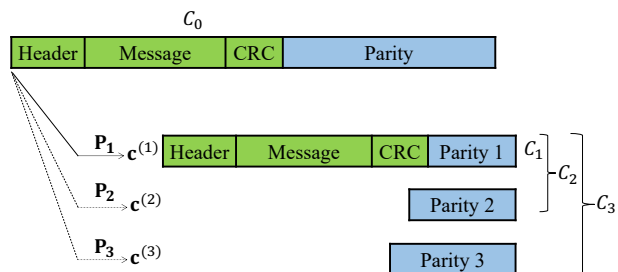 C₀
Header Message CRC Parity
P₁ c⁽¹⁾ Header Message CRC Parity 1 C₁
C₂
P₂ c⁽²⁾ Parity 2
C₃
P₃ c⁽³⁾ Parity 3